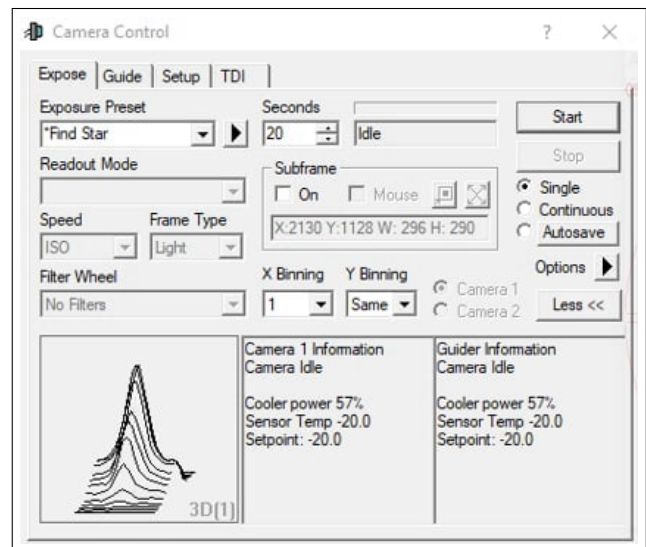 Camera Control
?
Expose Guide Setup TDI
Exposure Preset
*Find Star
Seconds
20
Idle
Start
Stop
Readout Mode
Subframe
On Mouse
X:2130 Y:1128 W: 296 H: 290
Single
Continuous
Autosave
Speed Frame Type
ISO Light
Options
Filter Wheel
No Filters
X Binning Y Binning
1 Same
Camera 1
Camera 2
Less <<
3D[1]
Camera 1 Information
Camera Idle
Cooler power 57%
Sensor Temp -20.0
Setpoint: -20.0
Guider Information
Camera Idle
Cooler power 57%
Sensor Temp -20.0
Setpoint: -20.0